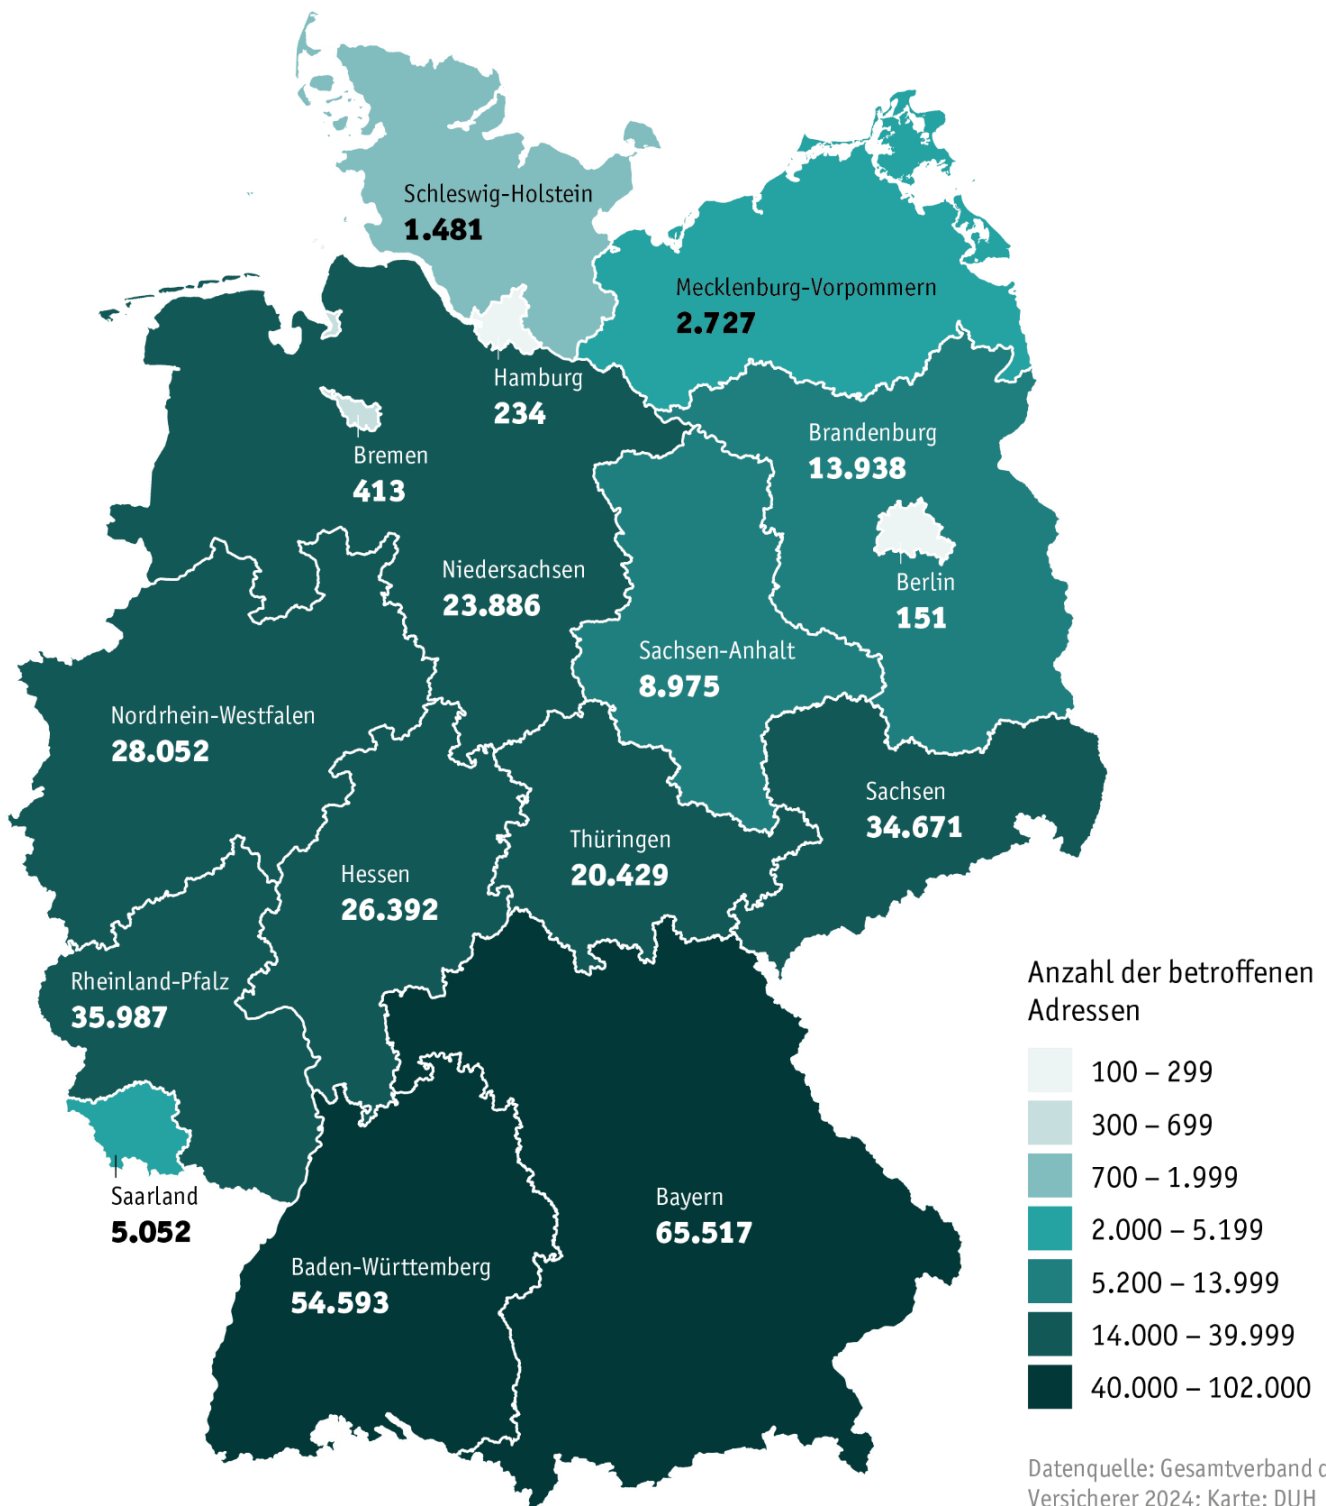 Schleswig-Holstein
1.481
Mecklenburg-Vorpommern
2.727
Hamburg
234
Bremen
413
Brandenburg
13.938
Berlin
151
Niedersachsen
23.886
Sachsen-Anhalt
8.975
Nordrhein-Westfalen
28.052
Sachsen
34.671
Thüringen
20.429
Hessen
26.392
Rheinland-Pfalz
35.987
Saarland
5.052
Baden-Württemberg
54.593
Bayern
65.517
Anzahl der betroffenen
Adressen
100 – 299
300 – 699
700 – 1.999
2.000 – 5.199
5.200 – 13.999
14.000 – 39.999
40.000 – 102.000
Datenquelle: Gesamtverband
Versicherer 2024; Karte: DUH